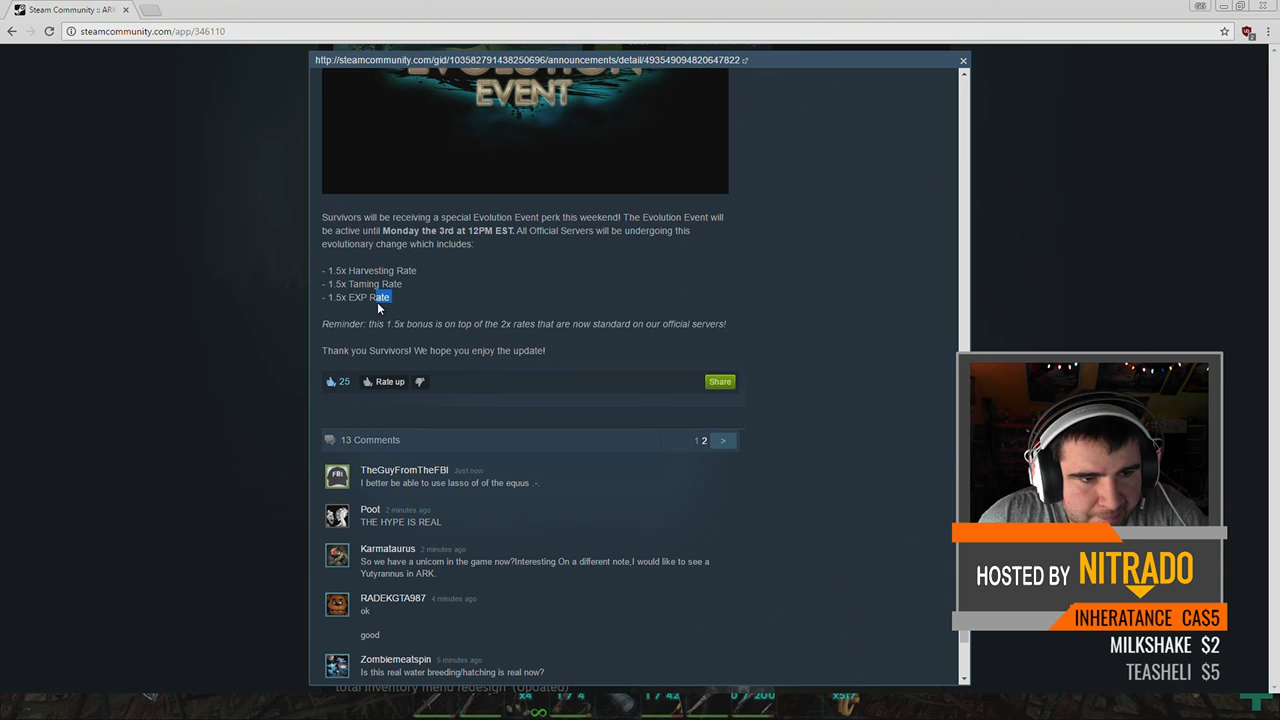 Steam Community :: ARK
steamcommunity.com/app/346110
http://steamcommunity.com/gid/103582791438250696/announcements/detail/493549094820647822
EVOLUTION
EVENT
Survivors will be receiving a special Evolution Event perk this weekend! The Evolution Event will
be active until Monday the 3rd at 12PM EST. All Official Servers will be undergoing this
evolutionary change which includes:
- 1.5x Harvesting Rate
- 1.5x Taming Rate
- 1.5x EXP Rate
Reminder: this 1.5x bonus is on top of the 2x rates that are now standard on our official servers!
Thank you Survivors! We hope you enjoy the update!
25 Rate up Share
13 Comments 1 2 >
TheGuyFromTheFBI Just now
FBI
I better be able to use lasso of of the equus .-.
Poot 2 minutes ago
THE HYPE IS REAL
Karmataurus 2 minutes ago
So we have a unicorn in the game now?Interesting.On a different note,I would like to see a
Yutyrannus in ARK.
RADEKGTA987 4 minutes ago
ok
good
Zombiemeatspin 5 minutes ago
Is this real water breeding/hatching is real now?
total inventory menu redesign (Updated)
HOSTED BY NITRADO
INHERATANCE CAS5
MILKSHAKE $2
TEASHELI $5